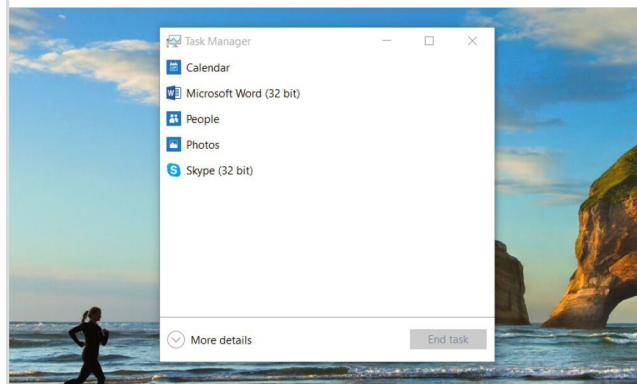 Task Manager
Calendar
Microsoft Word (32 bit)
People
Photos
Skype (32 bit)
More details
End task